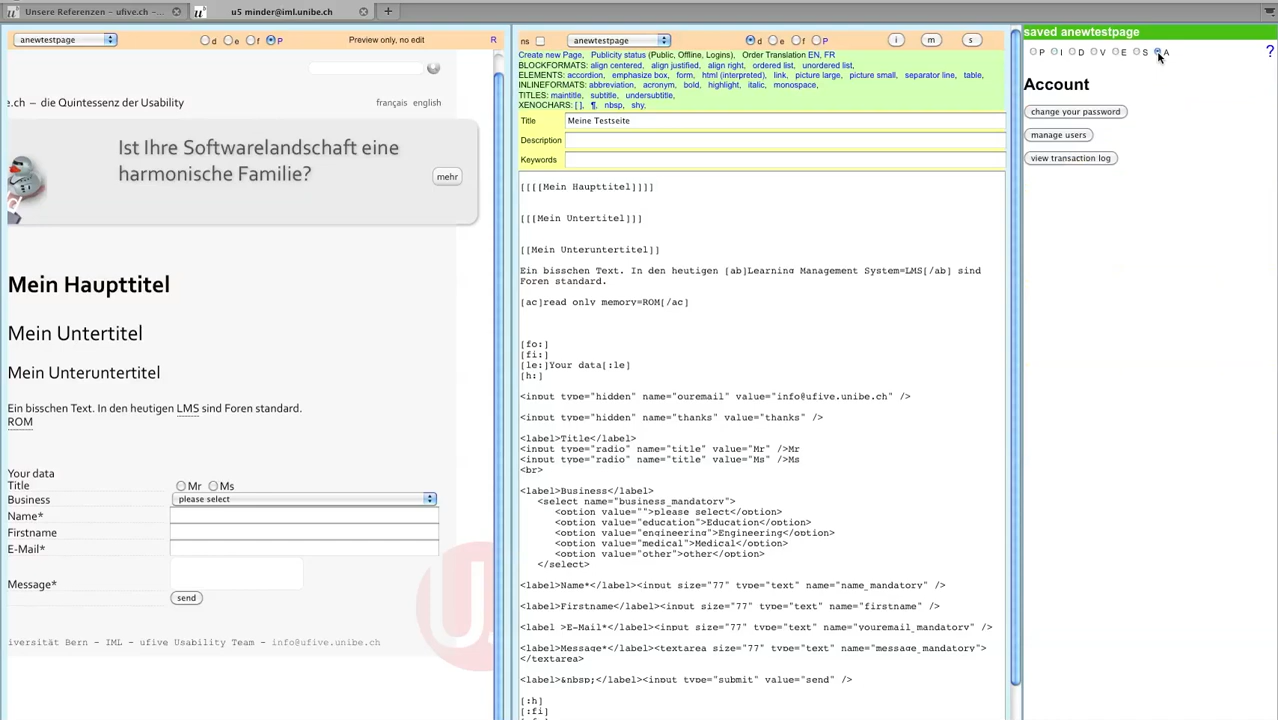 Unsere Referenzen – ufive.ch –...
u5 minder@iml.unibe.ch
anewtestpage
d e f P
Preview only, no edit
R
e.ch – die Quintessenz der Usability
français english
Ist Ihre Softwarelandschaft eine
harmonische Familie?
mehr
Mein Haupttitel
Mein Untertitel
Mein Unteruntertitel
Ein bisschen Text. In den heutigen LMS sind Foren standard.
ROM
Your data
Title Mr Ms
Business please select
Name*
Firstname
E-Mail*
Message*
send
iversität Bern – IML – ufive Usability Team – info@ufive.unibe.ch
ns anewtestpage d e f P i m s
Create new Page, Publicity status (Public, Offline, Logins), Order Translation EN, FR
BLOCKFORMATS: align centered, align justified, align right, ordered list, unordered list,
ELEMENTS: accordion, emphasize box, form, html (interpreted), link, picture large, picture small, separator line, table,
INLINEFORMATS: abbreviation, acronym, bold, highlight, italic, monospace,
TITLES: maintitle, subtitle, undersubtitle,
XENOCHARS: [ ], ¶, nbsp, shy,
Title Meine Testseite
Description
Keywords
[[[[Mein Haupttitel]]]]
[[[Mein Untertitel]]]
[[Mein Unteruntertitel]]
Ein bisschen Text. In den heutigen [ab]Learning Management System=LMS[/ab] sind
Foren standard.
[ac]read only memory=ROM[/ac]
[fo:]
[fi:]
[le:]Your data[:le]
[h:]
<input type="hidden" name="ouremail" value="info@ufive.unibe.ch" />
<input type="hidden" name="thanks" value="thanks" />
<label>Title</label>
<input type="radio" name="title" value="Mr" />Mr
<input type="radio" name="title" value="Ms" />Ms
<br>
<label>Business</label>
<select name="business_mandatory">
<option value="">please select</option>
<option value="education">Education</option>
<option value="engineering">Engineering</option>
<option value="medical">Medical</option>
<option value="other">other</option>
</select>
<label>Name*</label><input size="77" type="text" name="name_mandatory" />
<label>Firstname</label><input size="77" type="text" name="firstname" />
<label >E-Mail*</label><input size="77" type="text" name="youremail_mandatory" />
<label>Message*</label><textarea size="77" type="text" name="message_mandatory">
</textarea>
<label>&nbsp;</label><input type="submit" value="send" />
[:h]
[:fi]
saved anewtestpage
P I D V E S A
?
Account
change your password
manage users
view transaction log